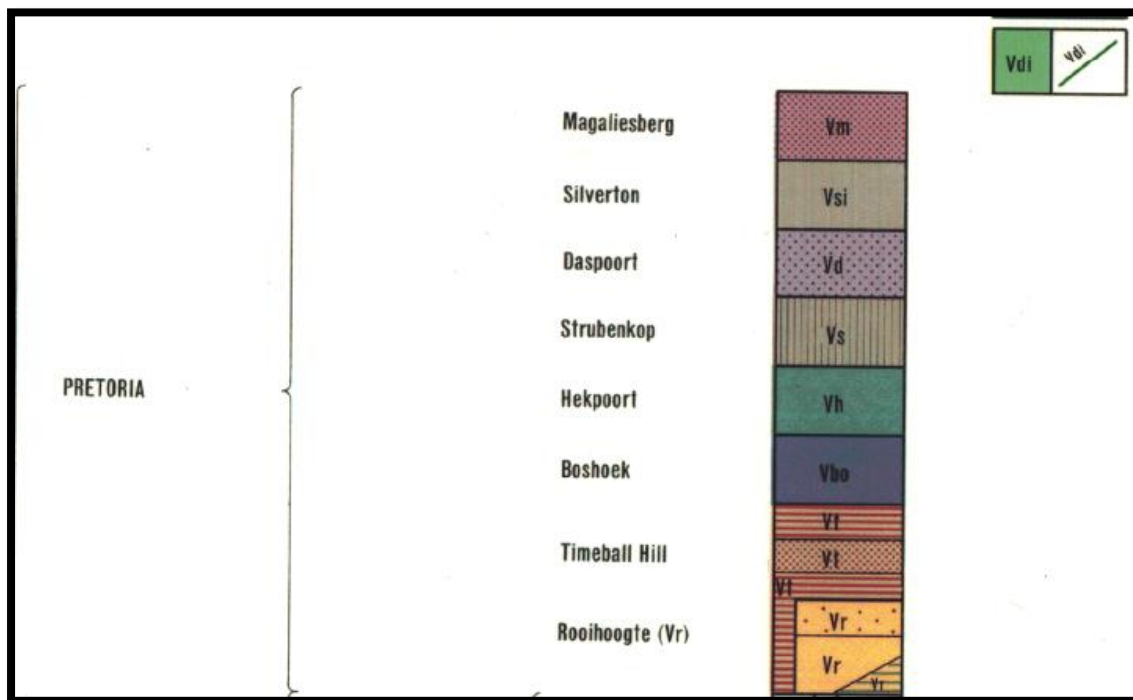 Vdi Vdi
Magaliesberg Vm
Silverton Vsi
Daspoort Vd
Strubenkop Vs
PRETORIA
Hekpoort Vh
Boshoek Vbo
Vt
Timeball Hill Vt
Vt
Rooihoogte (Vr) Vr
Vr
Vr